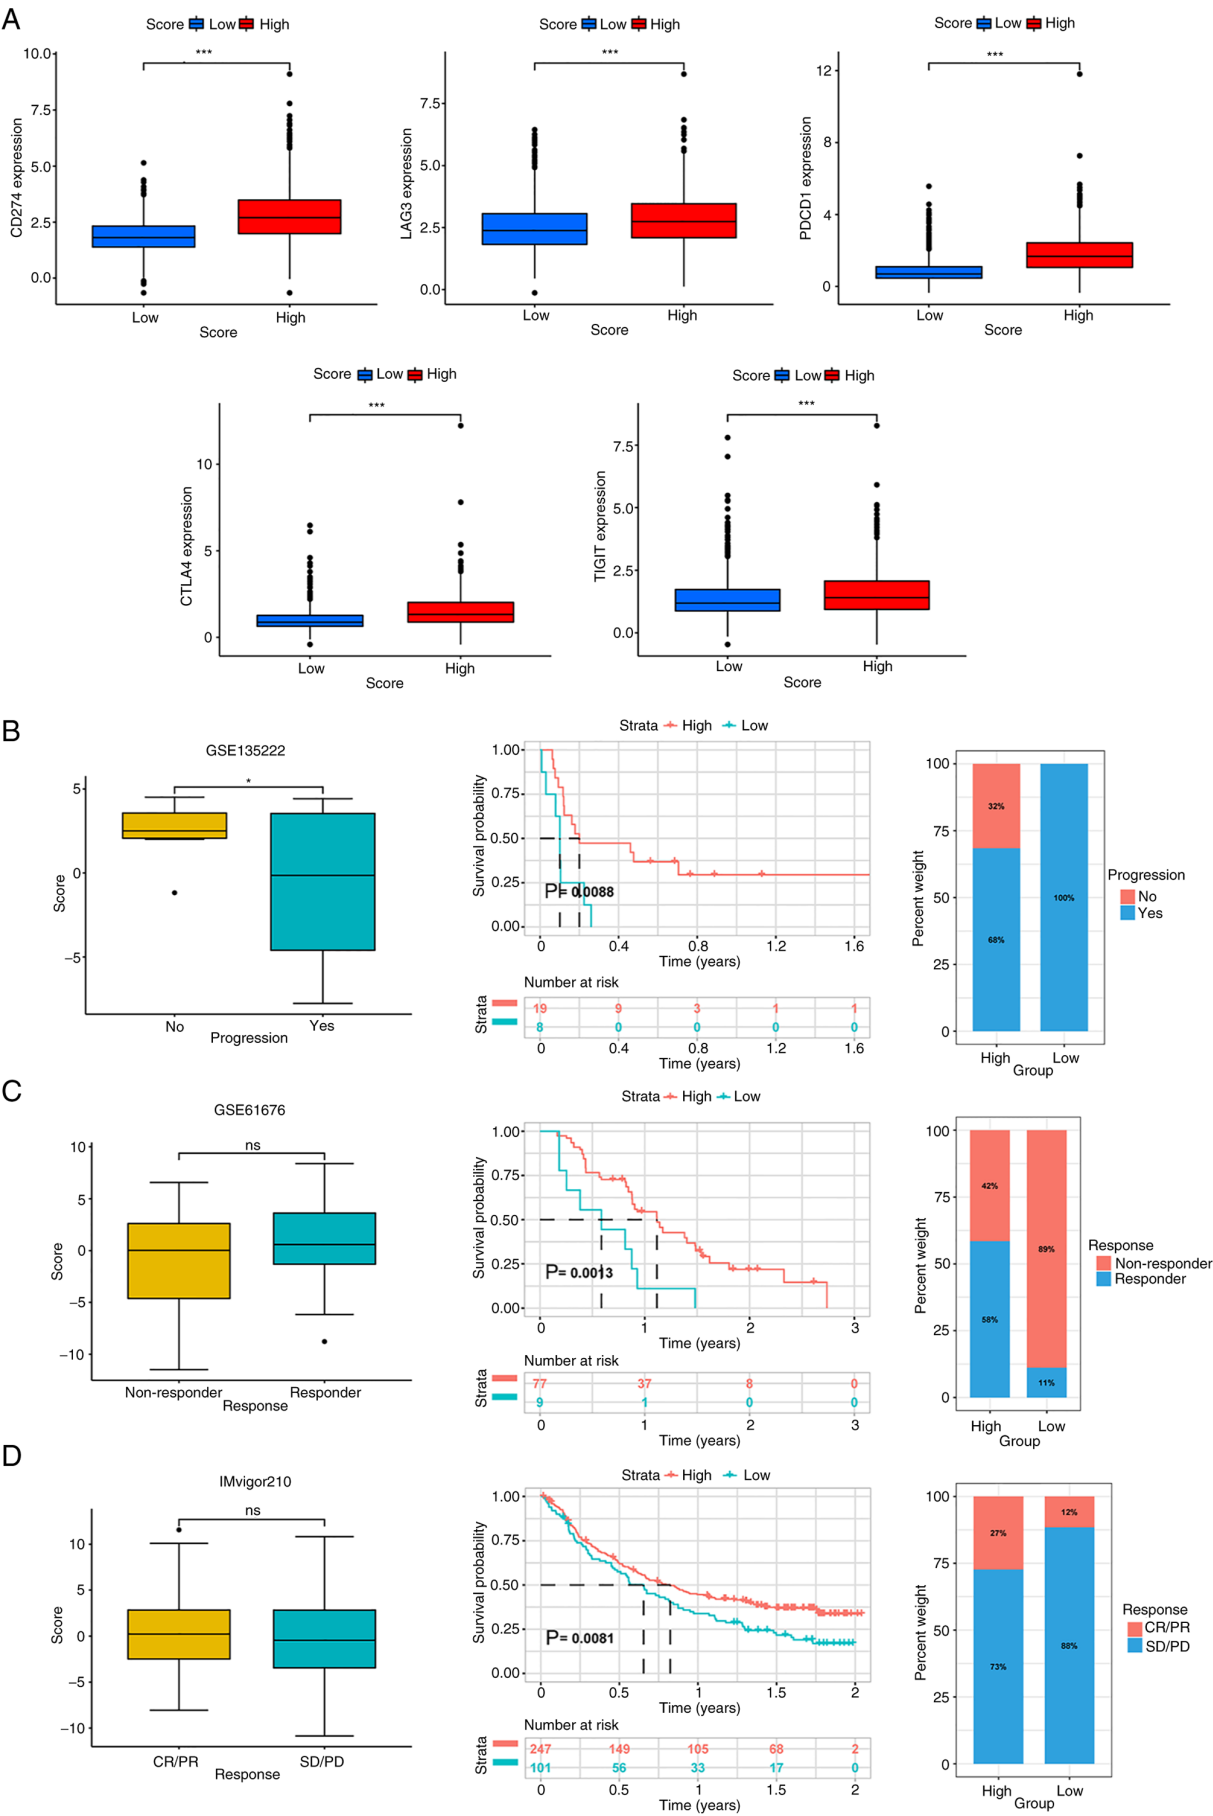 A
Score Low High
Score Low High
Score Low High
***
***
***
CD274 expression
10.0
7.5
5.0
2.5
0.0
Low High
Score
LAG3 expression
7.5
5.0
2.5
0.0
Low High
Score
PDCD1 expression
12
8
4
0
Low High
Score
Score Low High
Score Low High
***
***
CTLA4 expression
10
5
0
Low High
Score
TIGIT expression
7.5
5.0
2.5
0.0
Low High
Score
B
GSE135222
*
Score
5
0
−5
No Yes
Progression
Strata High Low
Survival probability
1.00
0.75
0.50
0.25
0.00
P= 0.0088
0 0.4 0.8 1.2 1.6
Time (years)
Number at risk
Strata
19 9 3 1 1
8 0 0 0 0
0 0.4 0.8 1.2 1.6
Time (years)
Percent weight
100
75
50
25
0
32%
68%
100%
High Low
Group
Progression
No
Yes
C
GSE61676
ns
Score
10
5
0
−5
−10
Non-responder Responder
Response
Strata High Low
Survival probability
1.00
0.75
0.50
0.25
0.00
P= 0.0013
0 1 2 3
Time (years)
Number at risk
Strata
77 37 8 0
9 1 0 0
0 1 2 3
Time (years)
Percent weight
100
75
50
25
0
42%
58%
89%
11%
High Low
Group
Response
Non-responder
Responder
D
IMvigor210
ns
Score
10
5
0
−5
−10
CR/PR SD/PD
Response
Strata High Low
Survival probability
1.00
0.75
0.50
0.25
0.00
P= 0.0081
0 0.5 1 1.5 2
Time (years)
Number at risk
Strata
247 149 105 68 2
101 56 33 17 0
0 0.5 1 1.5 2
Time (years)
Percent weight
100
75
50
25
0
27%
73%
12%
88%
High Low
Group
Response
CR/PR
SD/PD